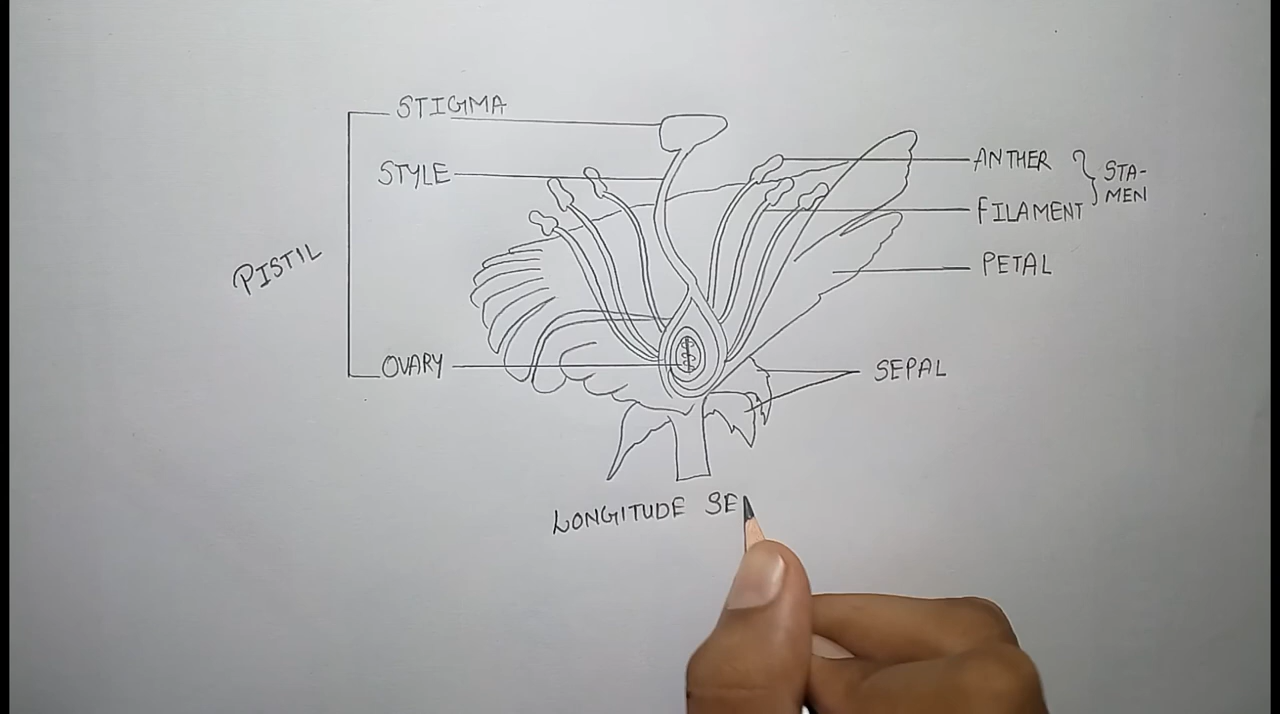 STIGMA
STYLE
PISTIL
OVARY
ANTHER
STA-
MEN
FILAMENT
PETAL
SEPAL
LONGITUDE SE